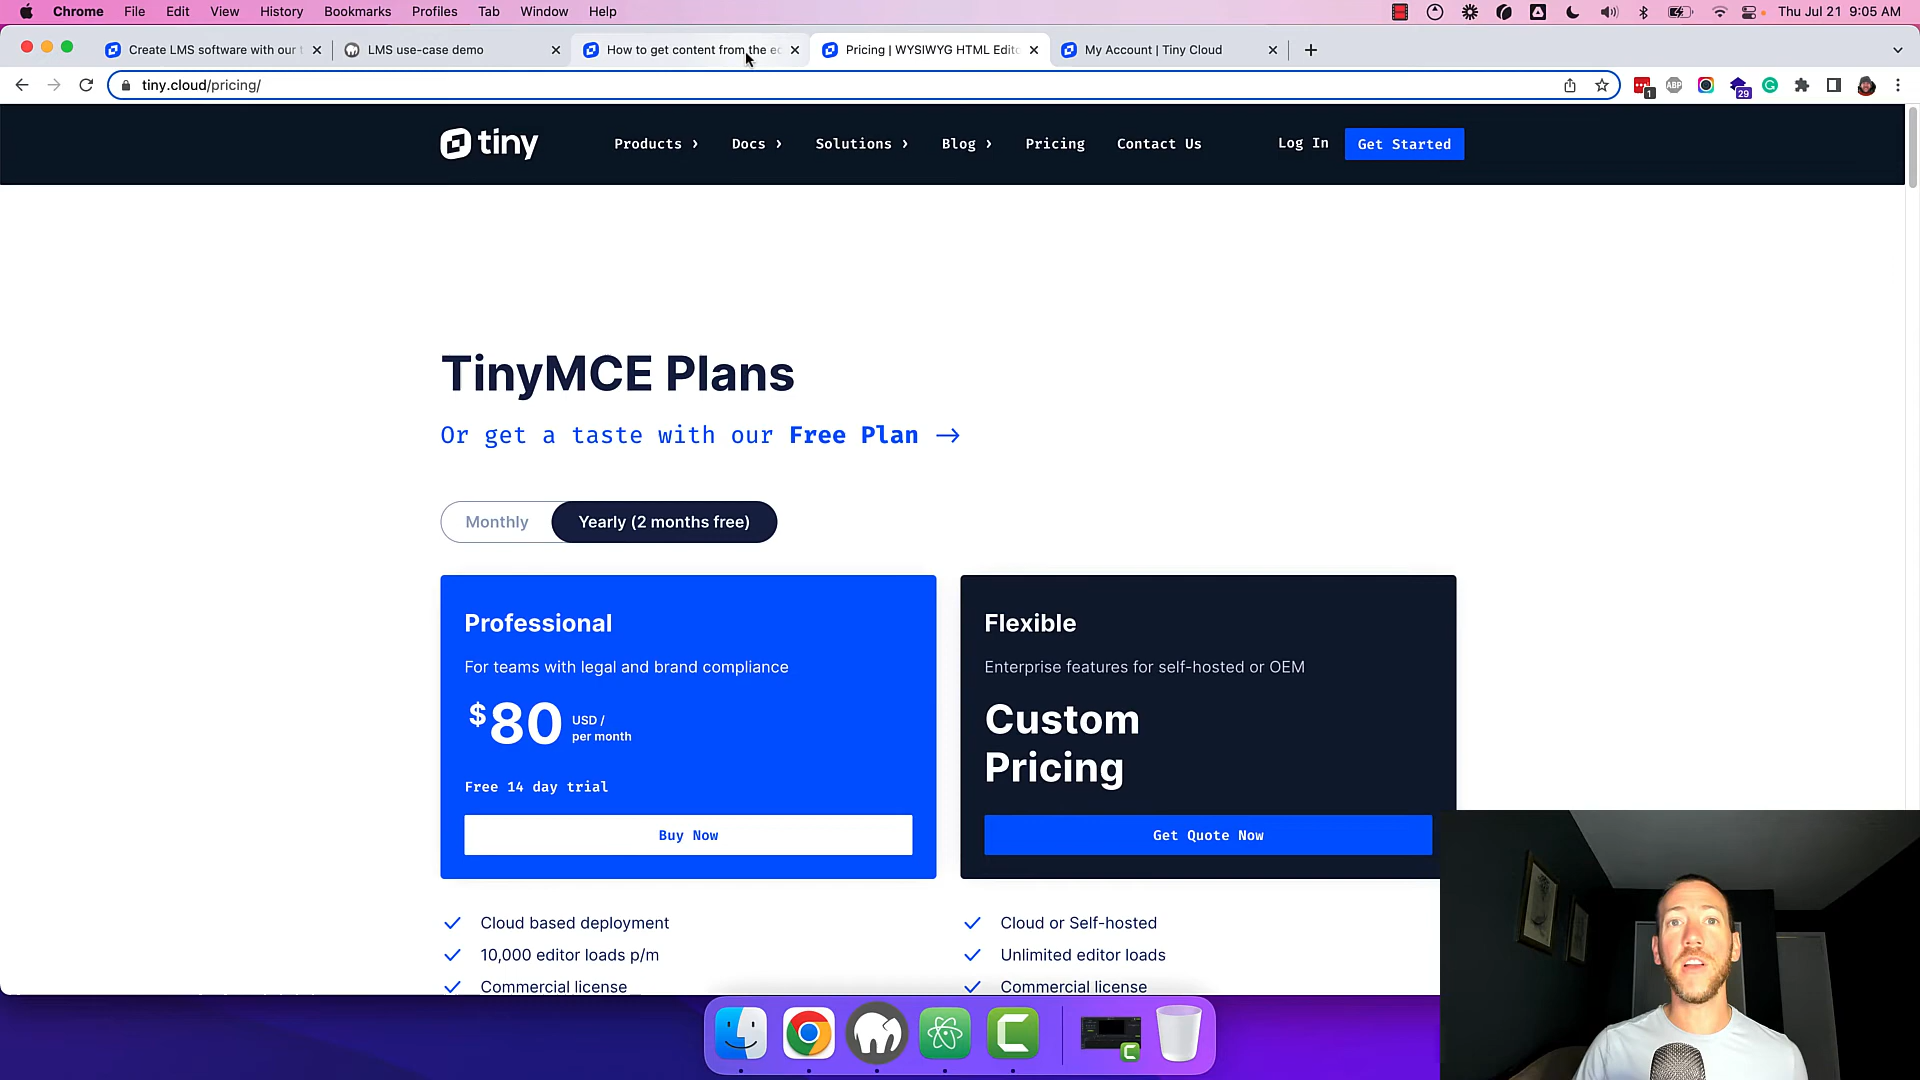 Chrome File Edit View History Bookmarks Profiles Tab Window Help
Thu Jul 21 9:05 AM
Create LMS software with our t
LMS use-case demo
How to get content from the ed
Pricing | WYSIWYG HTML Edito
My Account | Tiny Cloud
tiny.cloud/pricing/
1
ABP
29
tiny
Products
Docs
Solutions
Blog
Pricing
Contact Us
Log In
Get Started
TinyMCE Plans
Or get a taste with our Free Plan →
Monthly
Yearly (2 months free)
Professional
For teams with legal and brand compliance
$80 USD /
per month
Free 14 day trial
Buy Now
Cloud based deployment
10,000 editor loads p/m
Commercial license
Flexible
Enterprise features for self-hosted or OEM
Custom
Pricing
Get Quote Now
Cloud or Self-hosted
Unlimited editor loads
Commercial license